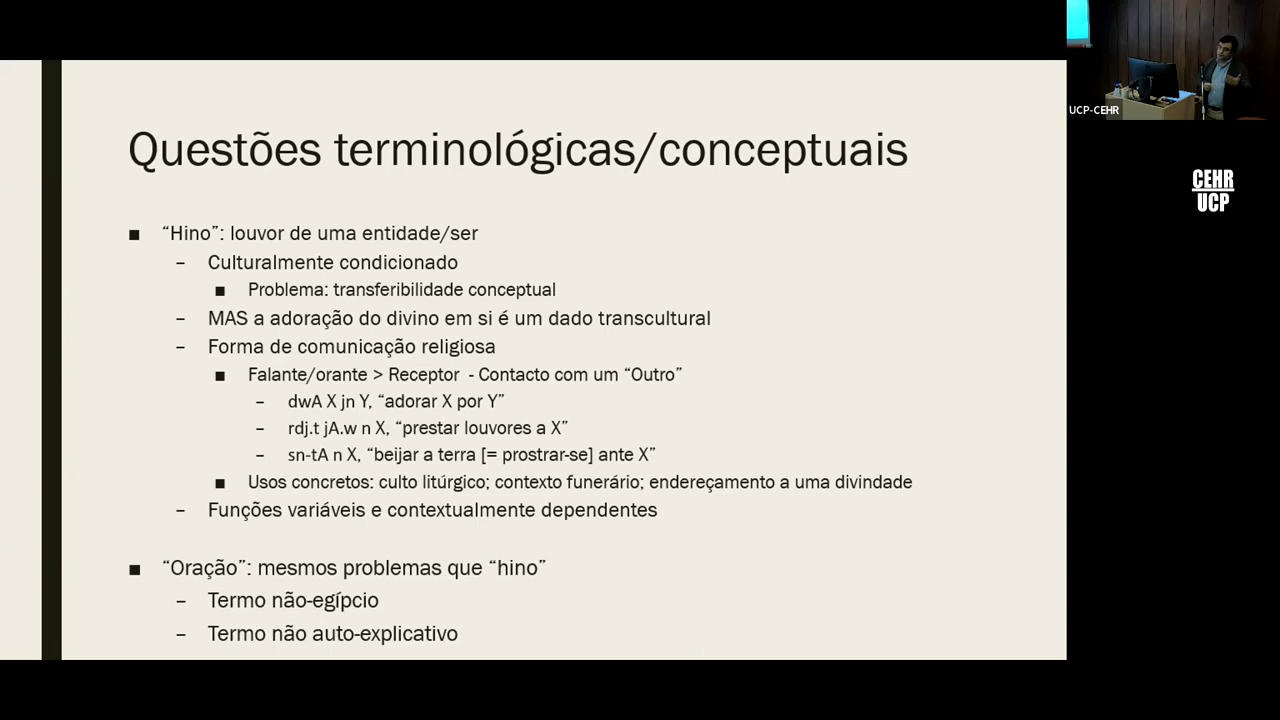 Questões terminológicas/conceptuais
■ “Hino”: louvor de uma entidade/ser
– Culturalmente condicionado
■ Problema: transferibilidade conceptual
– MAS a adoração do divino em si é um dado transcultural
– Forma de comunicação religiosa
■ Falante/orante > Receptor - Contacto com um “Outro”
– dwA X jn Y, “adorar X por Y”
– rdj.t jA.w n X, “prestar louvores a X”
– sn-tA n X, “beijar a terra [= prostrar-se] ante X”
■ Usos concretos: culto litúrgico; contexto funerário; endereçamento a uma divindade
– Funções variáveis e contextualmente dependentes
■ “Oração”: mesmos problemas que “hino”
– Termo não-egípcio
– Termo não auto-explicativo
UCP-CEHR
CEHR
UCP